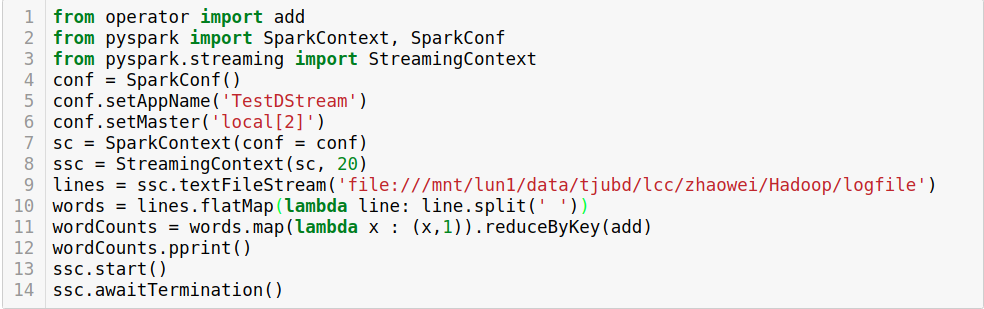 1 from operator import add
2 from pyspark import SparkContext, SparkConf
3 from pyspark.streaming import StreamingContext
4 conf = SparkConf()
5 conf.setAppName('TestDStream')
6 conf.setMaster('local[2]')
7 sc = SparkContext(conf = conf)
8 ssc = StreamingContext(sc, 20)
9 lines = ssc.textFileStream('file:///mnt/lun1/data/tjubd/lcc/zhaowei/Hadoop/logfile')
10 words = lines.flatMap(lambda line: line.split(' '))
11 wordCounts = words.map(lambda x : (x,1)).reduceByKey(add)
12 wordCounts.pprint()
13 ssc.start()
14 ssc.awaitTermination()